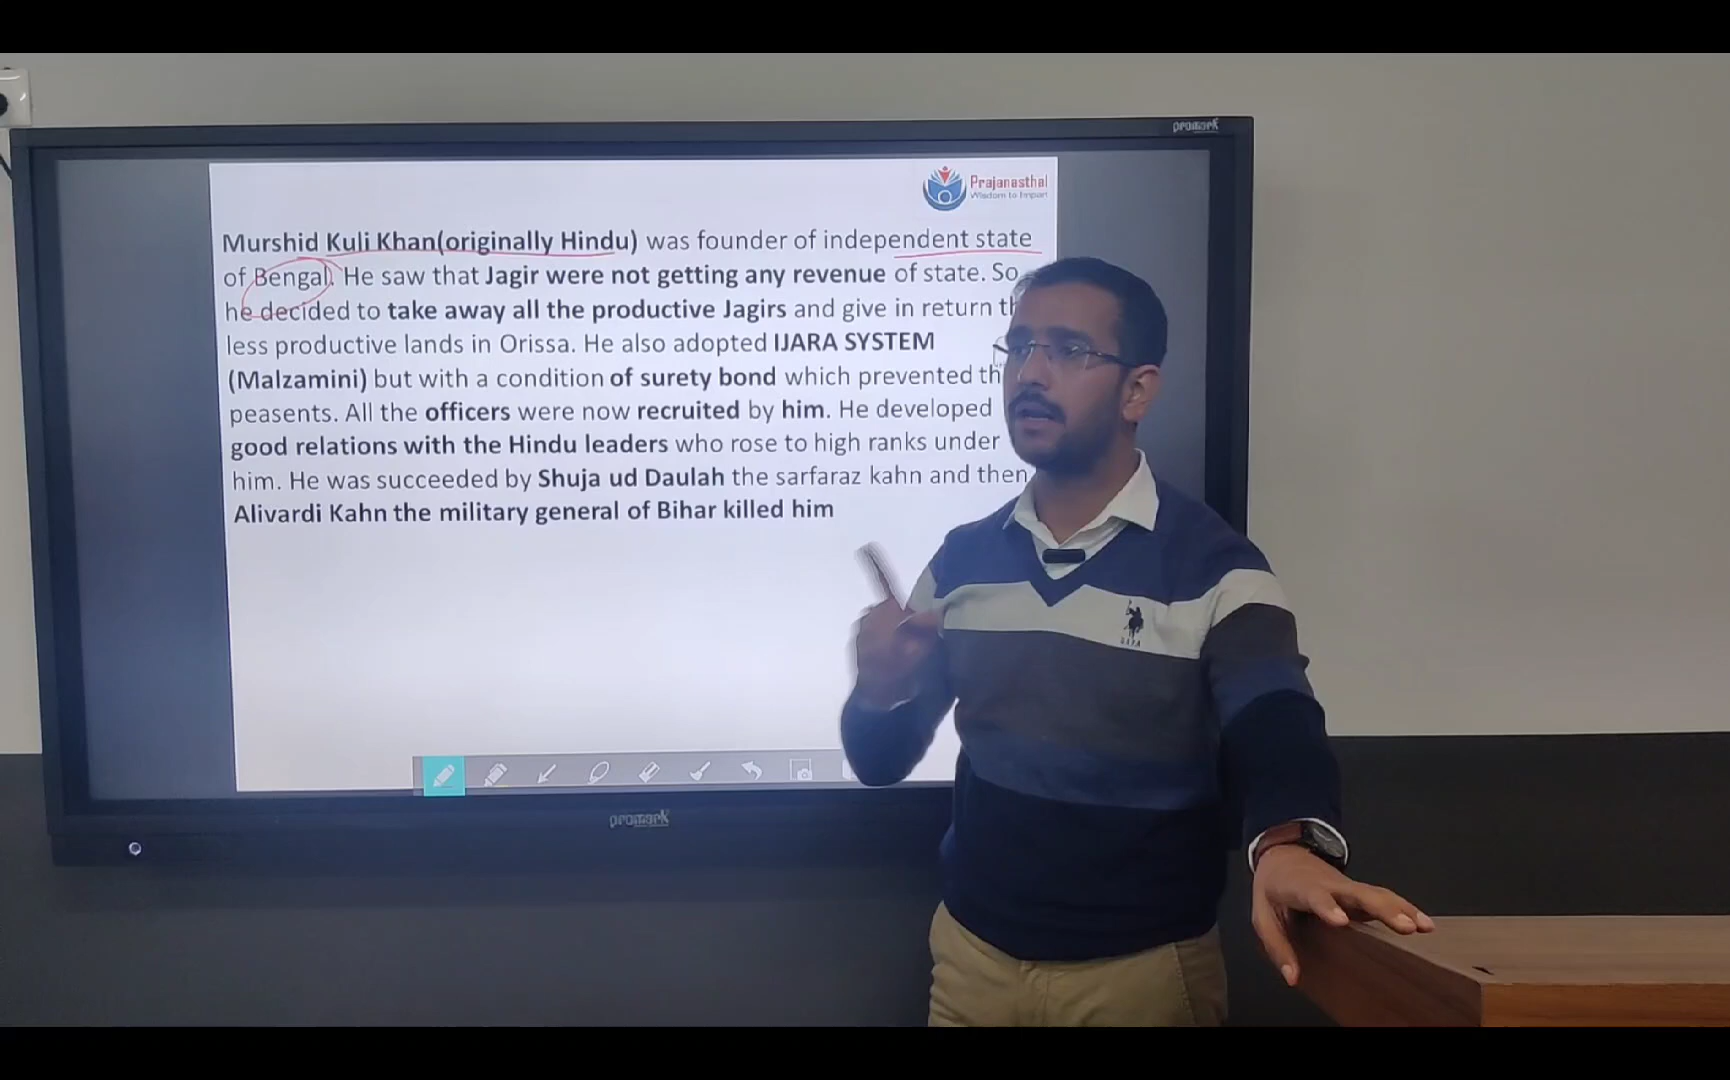 promark
Prajanasthal
Wisdom to Impart
Murshid Kuli Khan(originally Hindu) was founder of independent state
of Bengal. He saw that Jagir were not getting any revenue of state. So
he decided to take away all the productive Jagirs and give in return
less productive lands in Orissa. He also adopted IJARA SYSTEM
(Malzamini) but with a condition of surety bond which prevented
peasents. All the officers were now recruited by him. He developed
good relations with the Hindu leaders who rose to high ranks under
him. He was succeeded by Shuja ud Daulah the sarfaraz kahn and then
Alivardi Kahn the military general of Bihar killed him
promark